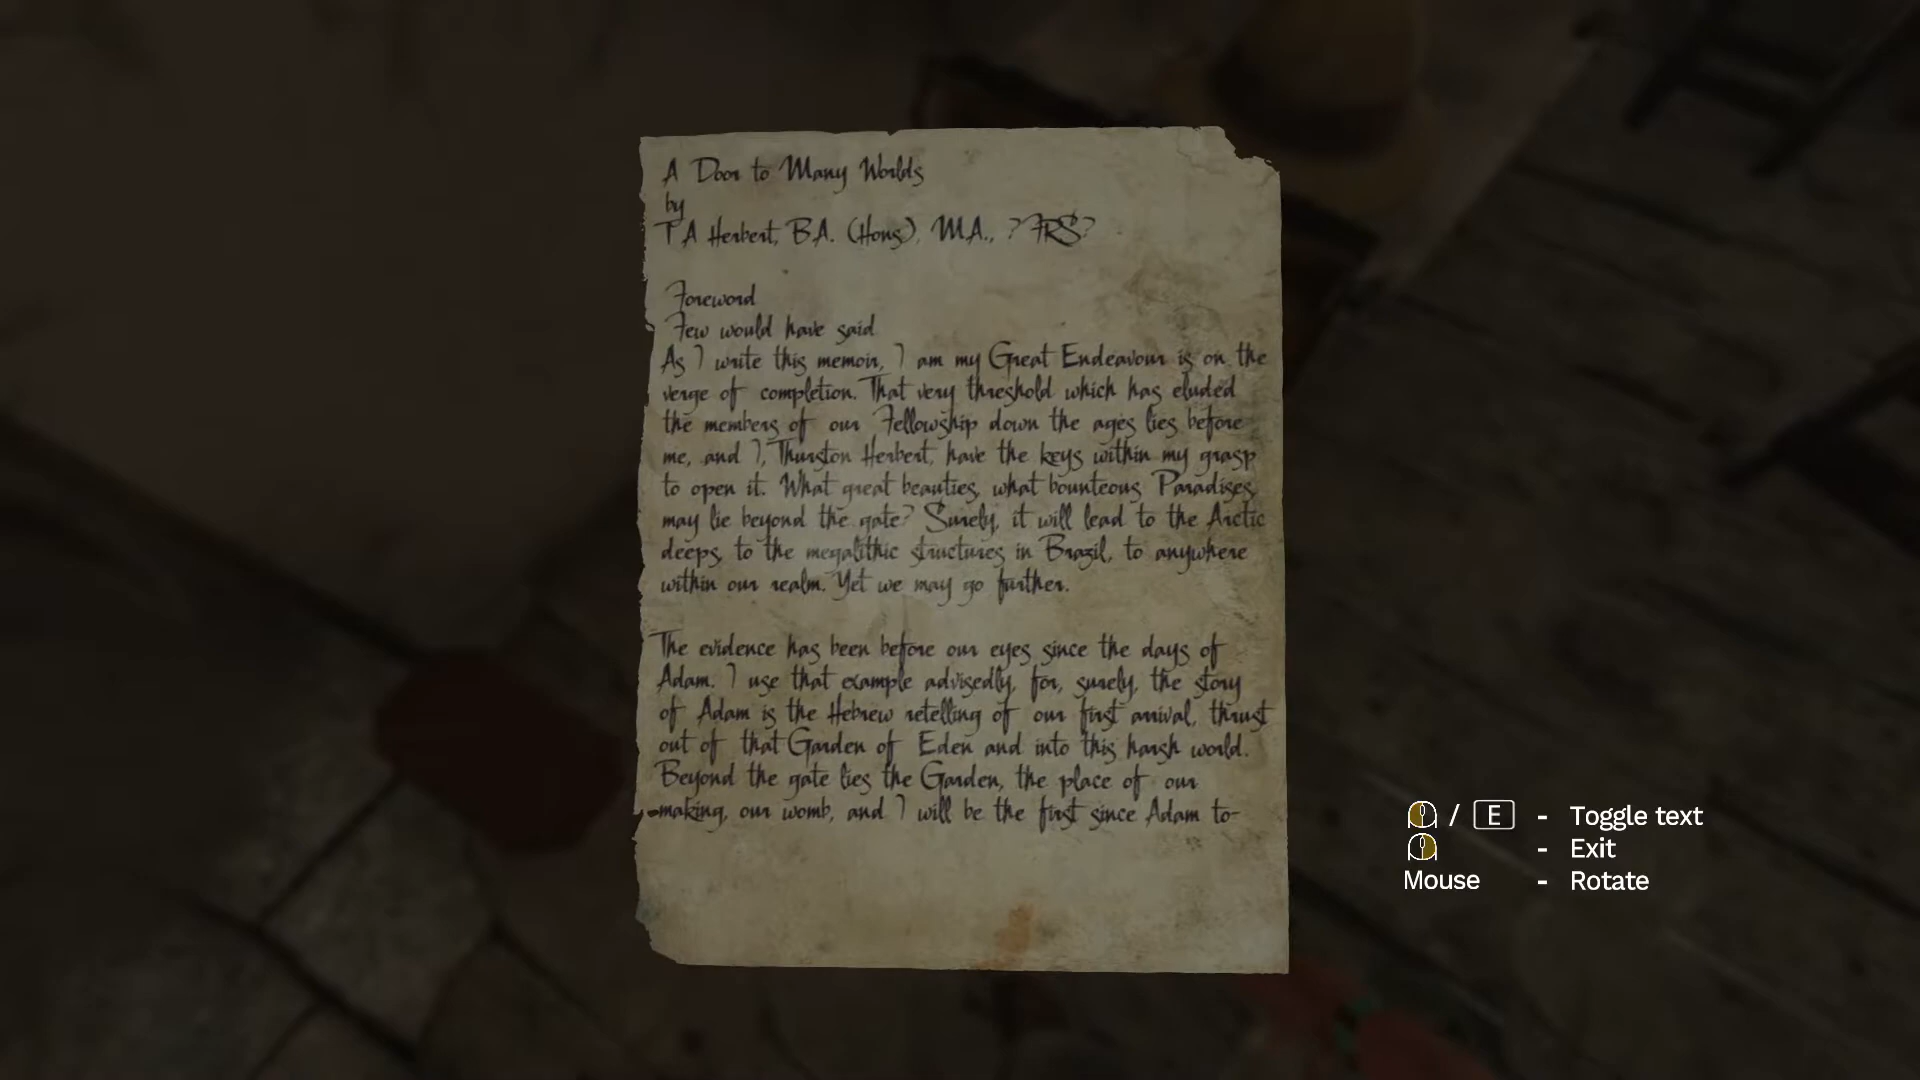 A Door to Many Worlds
by
T A Herbert, B.A. (Hons), M.A., ?FRS?
Foreword
Few would have said
As I write this memoir, I am my Great Endeavour is on the
verge of completion. That very threshold which has eluded
the members of our Fellowship down the ages lies before
me, and I, Thurston Herbert, have the keys within my grasp
to open it. What great beauties, what bounteous Paradises,
may lie beyond the gate? Surely, it will lead to the Arctic
deeps, to the megalithic structures in Brazil, to anywhere
within our realm. Yet we may go further.
The evidence has been before our eyes since the days of
Adam. I use that example advisedly, for, surely, the story
of Adam is the Hebrew retelling of our first arrival, thrust
out of that Garden of Eden and into this harsh world.
Beyond the gate lies the Garden, the place of our
making, our womb, and I will be the first since Adam to-
/ E - Toggle text
- Exit
Mouse - Rotate